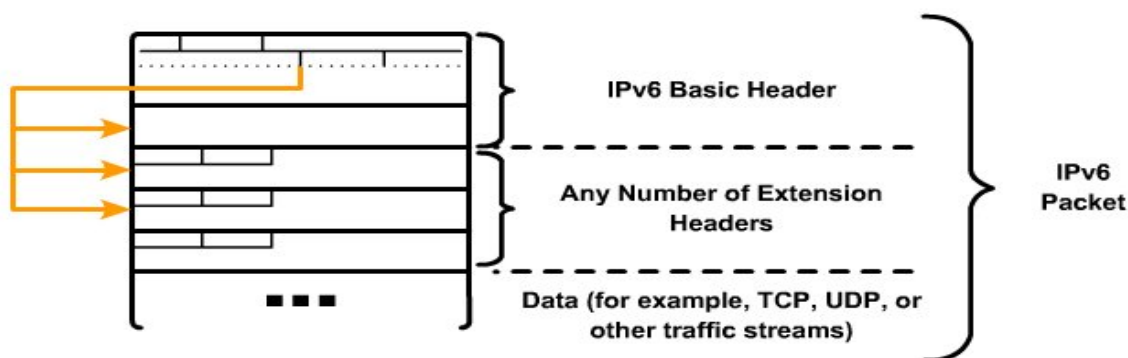 IPv6 Basic Header
Any Number of Extension
Headers
Data (for example, TCP, UDP, or
other traffic streams)
IPv6
Packet